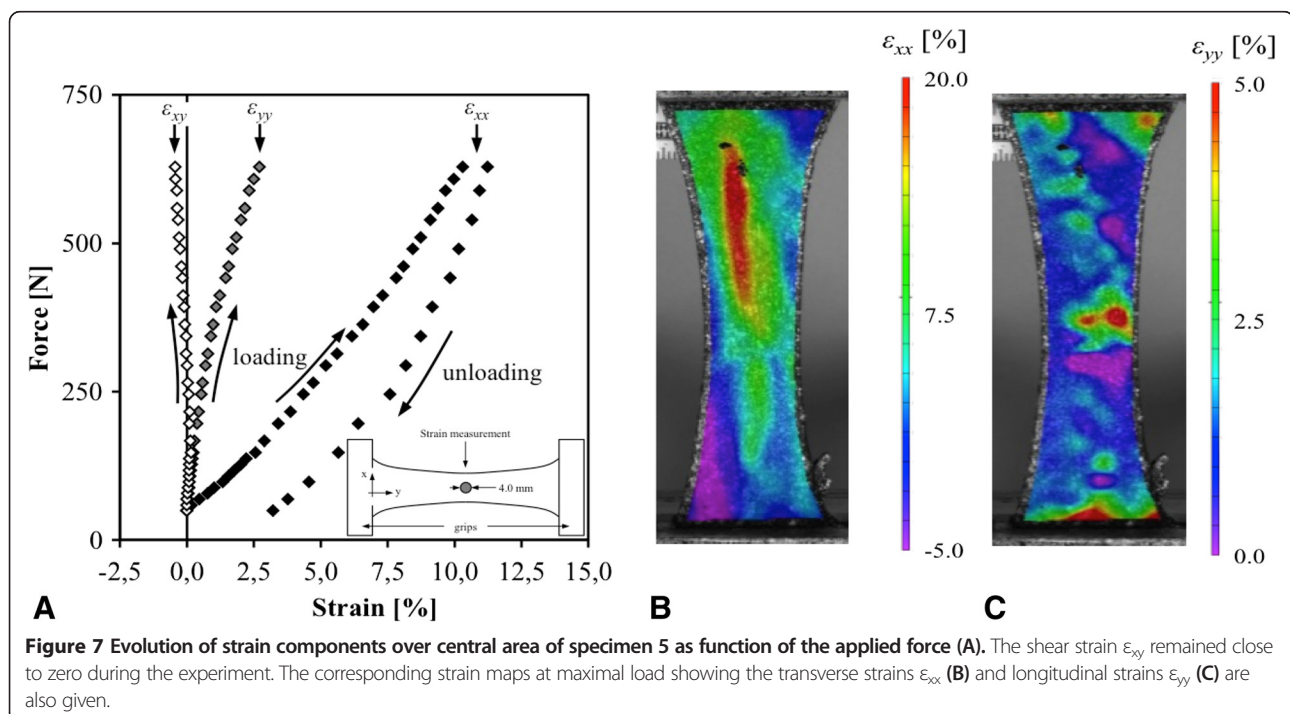 ε_xx [%]
ε_yy [%]
20.0
7.5
-5.0
5.0
2.5
0.0
750
500
250
0
Force [N]
ε_xy
ε_yy
ε_xx
loading
unloading
Strain measurement
x
y
4.0 mm
grips
-2,5 0,0 2,5 5,0 7,5 10,0 12,5 15,0
Strain [%]
A
B
C
Figure 7 Evolution of strain components over central area of specimen 5 as function of the applied force (A). The shear strain ε_xy remained close
to zero during the experiment. The corresponding strain maps at maximal load showing the transverse strains ε_xx (B) and longitudinal strains ε_yy (C) are
also given.